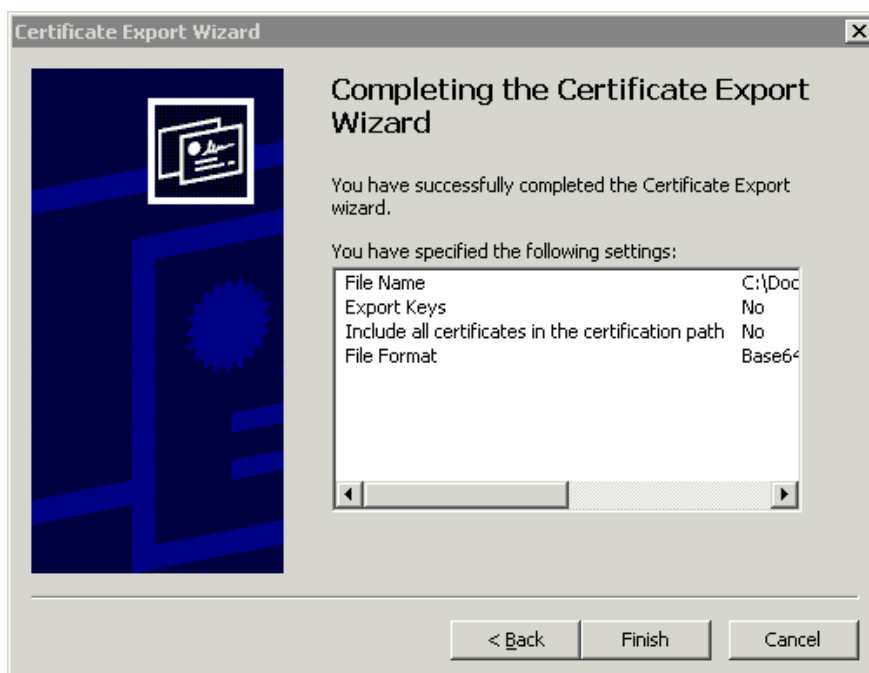 Certificate Export Wizard
Completing the Certificate Export
Wizard
You have successfully completed the Certificate Export
wizard.
You have specified the following settings:
File Name C:\Doc
Export Keys No
Include all certificates in the certification path No
File Format Base64
< Back Finish Cancel